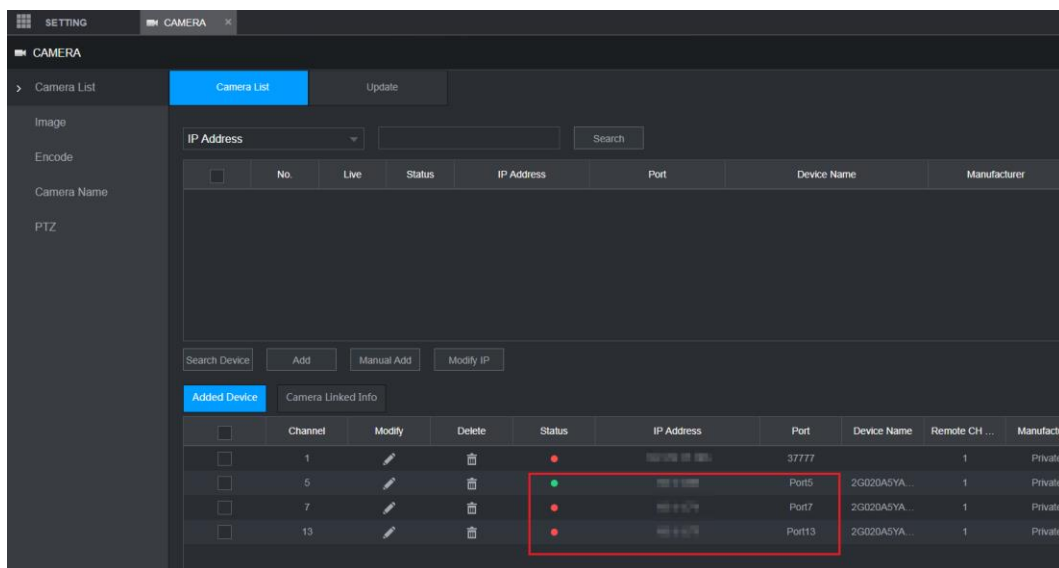 SETTING CAMERA ×
CAMERA
> Camera List Camera List Update
Image
IP Address Search
Encode
No. Live Status IP Address Port Device Name Manufacturer
Camera Name
PTZ
Search Device Add Manual Add Modify IP
Added Device Camera Linked Info
Channel Modify Delete Status IP Address Port Device Name Remote CH ... Manufactu
1 37777 1 Private
5 Port5 2G020A5YA... 1 Private
7 Port7 2G020A5YA... 1 Private
13 Port13 2G020A5YA... 1 Private